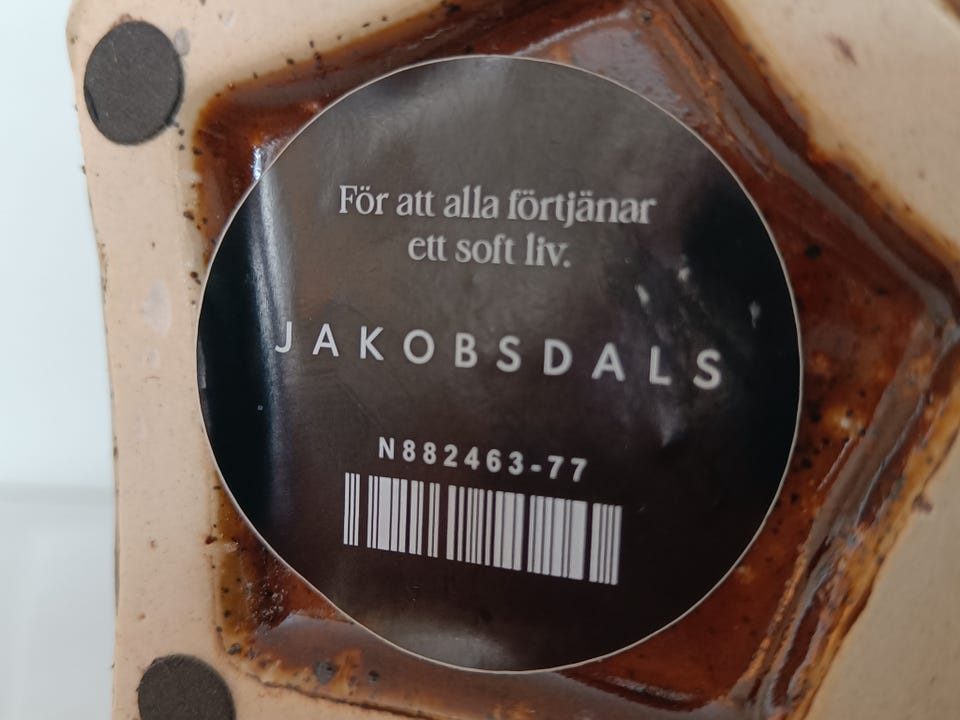 För att alla förtjänar
ett soft liv.
JAKOBSDALS
N882463-77